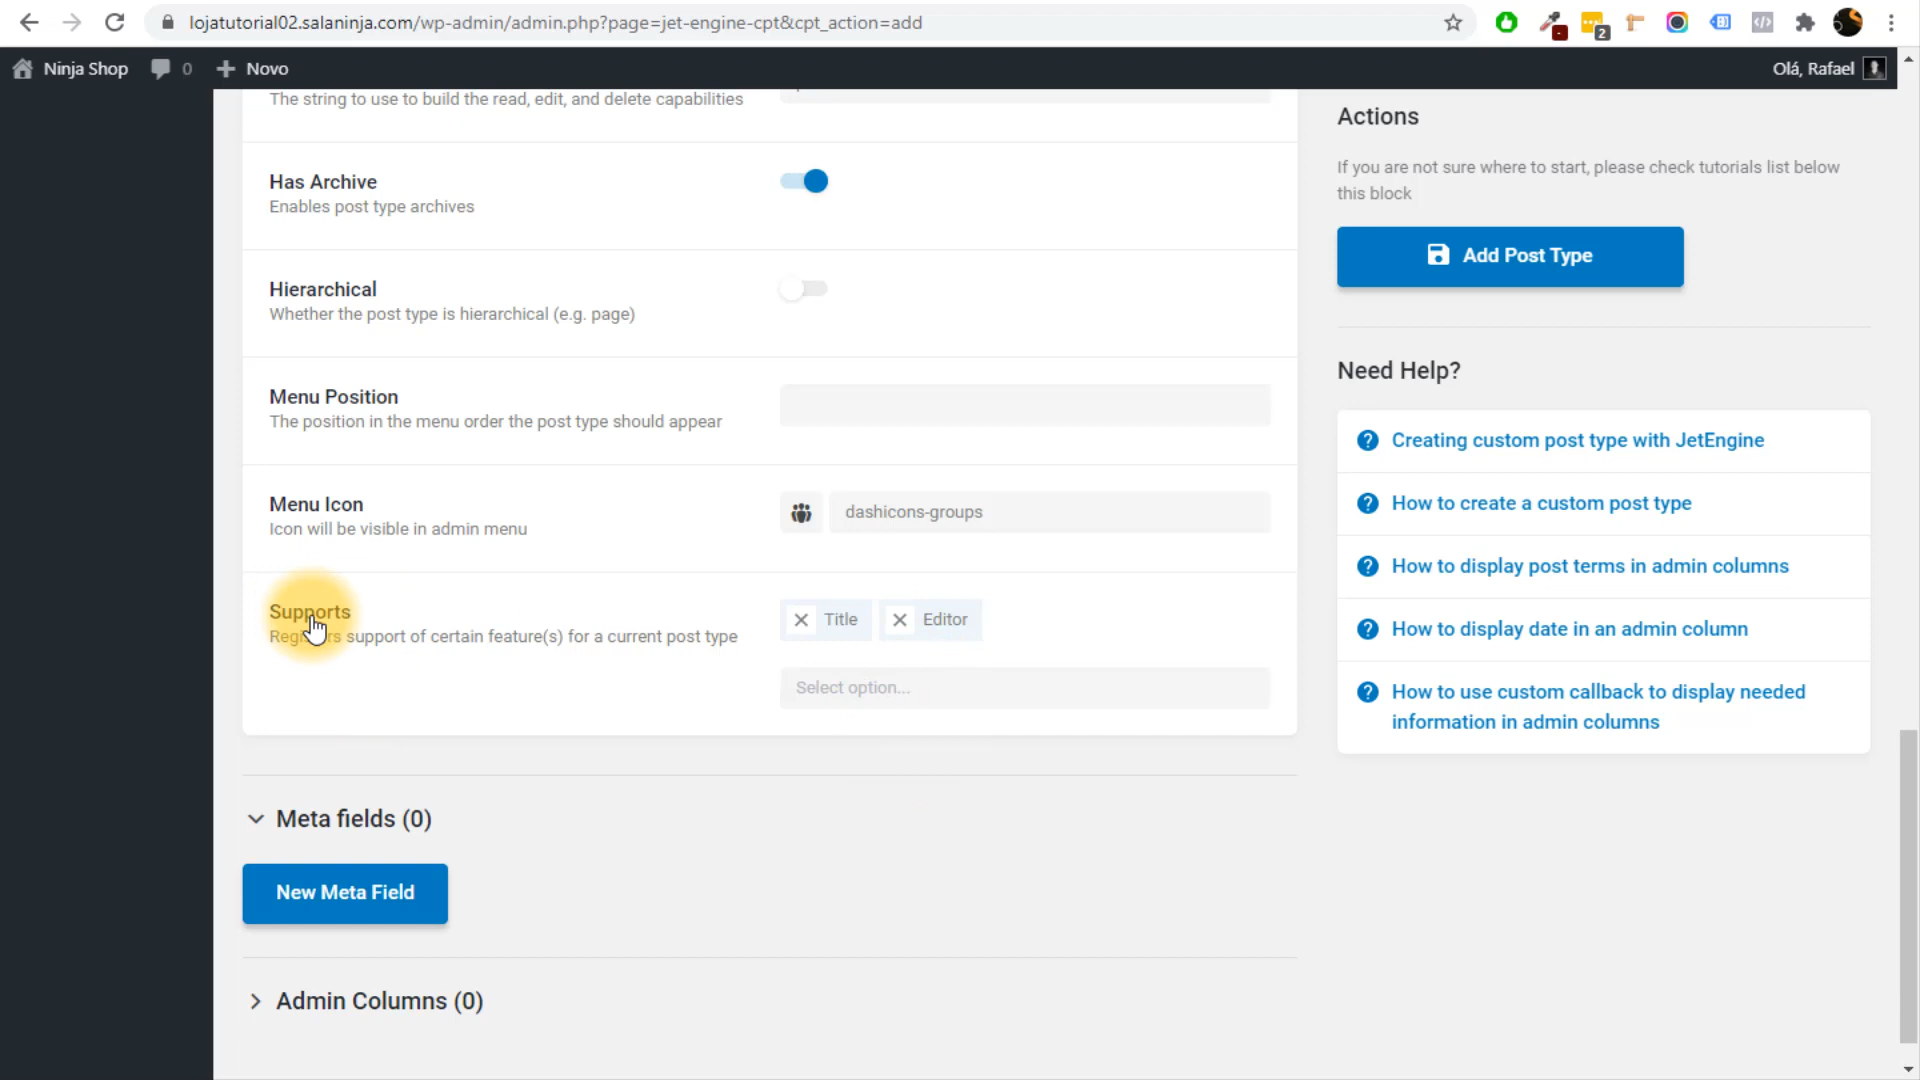 lojatutorial02.salaninja.com/wp-admin/admin.php?page=jet-engine-cpt&cpt_action=add
2
Ninja Shop 0 Novo
Olá, Rafael
The string to use to build the read, edit, and delete capabilities
Has Archive
Enables post type archives
Hierarchical
Whether the post type is hierarchical (e.g. page)
Menu Position
The position in the menu order the post type should appear
Menu Icon
Icon will be visible in admin menu
dashicons-groups
Supports
Registers support of certain feature(s) for a current post type
Title
Editor
Select option...
Meta fields (0)
New Meta Field
Admin Columns (0)
Actions
If you are not sure where to start, please check tutorials list below
this block
Add Post Type
Need Help?
Creating custom post type with JetEngine
How to create a custom post type
How to display post terms in admin columns
How to display date in an admin column
How to use custom callback to display needed
information in admin columns